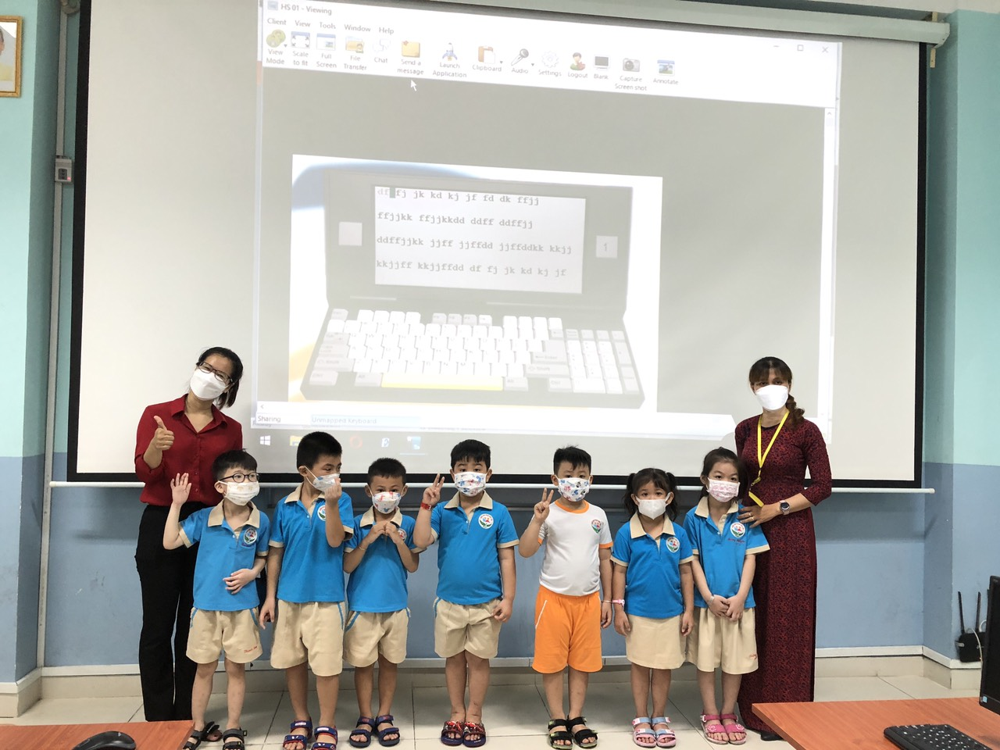 HS 01 - Viewing
Client View Tools Window Help
View Mode
Scale to fit
Full Screen
File Transfer
Chat
Send a message
Launch Application
Clipboard
Audio
Settings
Logout
Blank
Capture Screen shot
Annotate
df fj jk kd kj jf fd dk ffjj
ffjjkk ffjjkkdd ddff ddffjj
ddffjjkk jjff jjffdd jjffddkk kkjj
kkjjff kkjjffdd df fj jk kd kj jf
1
Sharing
Unmapped keyboard